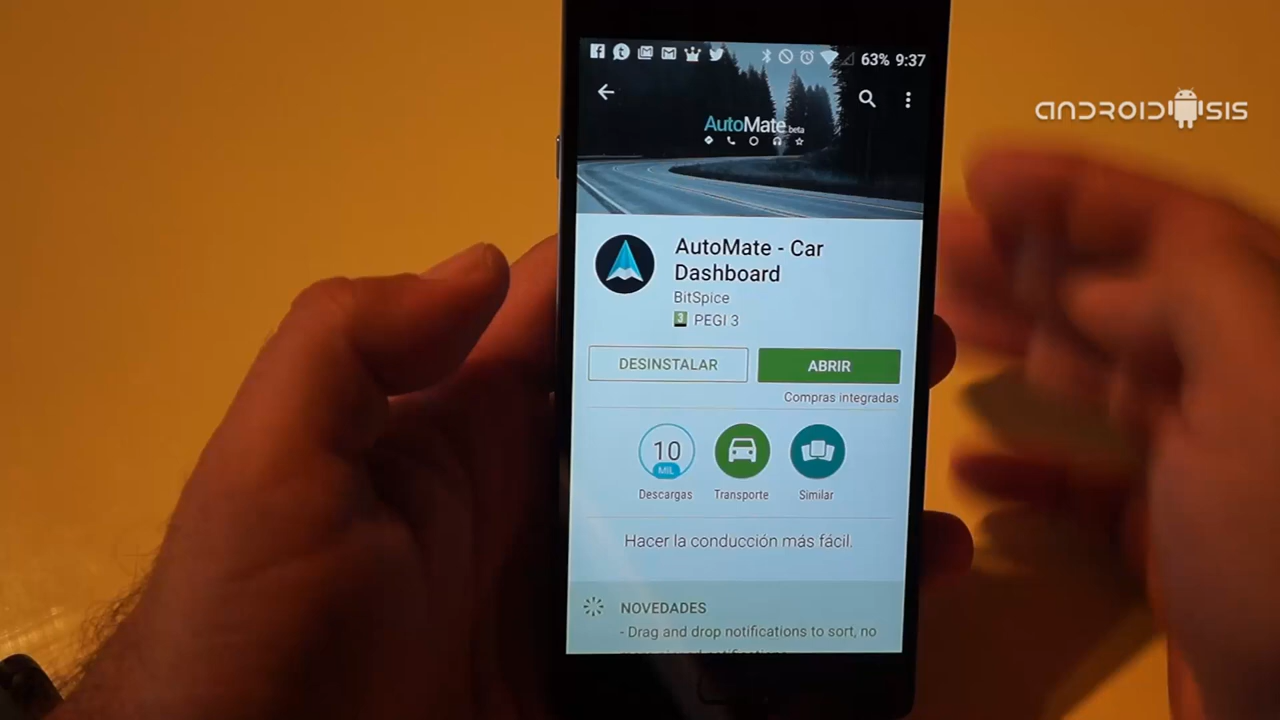 63% 9:37
AutoMate beta
ANDROIDSIS
AutoMate - Car
Dashboard
BitSpice
3 PEGI 3
DESINSTALAR
ABRIR
Compras integradas
10
MIL
Descargas
Transporte
Similar
Hacer la conducción más fácil.
NOVEDADES
- Drag and drop notifications to sort, no